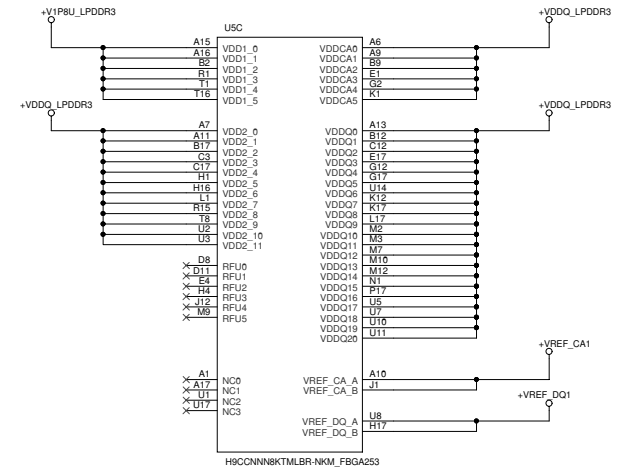 +V1P8U_LPDDR3 +VDDQ_LPDDR3
U5C
A15 VDD1_0 VDDCA0 A6
A16 VDD1_1 VDDCA1 A9
B2 VDD1_2 VDDCA2 B9
R1 VDD1_3 VDDCA3 E1
T1 VDD1_4 VDDCA4 G2
T16 VDD1_5 VDDCA5 K1
+VDDQ_LPDDR3 +VDDQ_LPDDR3
A7 VDD2_0 VDDQ0 A13
A11 VDD2_1 VDDQ1 B12
B17 VDD2_2 VDDQ2 C12
C3 VDD2_3 VDDQ3 E17
C17 VDD2_4 VDDQ4 G12
H1 VDD2_5 VDDQ5 G17
H16 VDD2_6 VDDQ6 U14
L1 VDD2_7 VDDQ7 K12
R15 VDD2_8 VDDQ8 K17
T8 VDD2_9 VDDQ9 L17
U2 VDD2_10 VDDQ10 M2
U3 VDD2_11 VDDQ11 M3
VDDQ12 M7
D8 RFU0 VDDQ13 M10
D11 RFU1 VDDQ14 M12
E4 RFU2 VDDQ15 N1
H4 RFU3 VDDQ16 P17
J12 RFU4 VDDQ17 U5
M9 RFU5 VDDQ18 U7
VDDQ19 U10
VDDQ20 U11
+VREF_CA1
A1 NC0 VREF_CA_A A10
A17 NC1 VREF_CA_B J1
U1 NC2
U17 NC3
+VREF_DQ1
VREF_DQ_A U8
VREF_DQ_B H17
H9CCNNN8KTMLBR-NKM_FBGA253